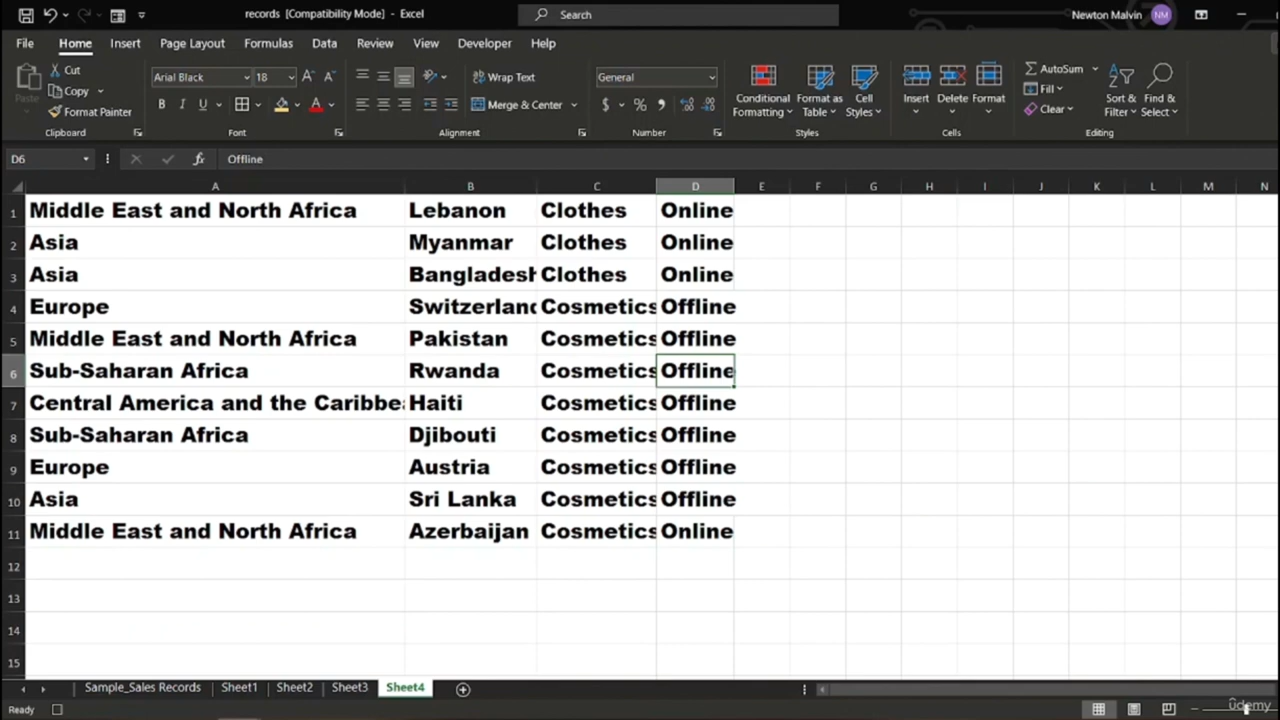 records [Compatibility Mode] - Excel
Search
Newton Malvin NM
File Home Insert Page Layout Formulas Data Review View Developer Help
Paste
Cut
Copy
Format Painter
Clipboard
Arial Black 18
B I U
Font
Wrap Text
Merge & Center
Alignment
General
$ % ,
Number
Conditional Formatting
Format as Table
Cell Styles
Styles
Insert Delete Format
Cells
AutoSum
Fill
Clear
Sort & Filter
Find & Select
Editing
D6 fx Offline
A B C D E F G H I J K L M N
1 Middle East and North Africa Lebanon Clothes Online
2 Asia Myanmar Clothes Online
3 Asia Bangladesh Clothes Online
4 Europe Switzerland Cosmetics Offline
5 Middle East and North Africa Pakistan Cosmetics Offline
6 Sub-Saharan Africa Rwanda Cosmetics Offline
7 Central America and the Caribbea Haiti Cosmetics Offline
8 Sub-Saharan Africa Djibouti Cosmetics Offline
9 Europe Austria Cosmetics Offline
10 Asia Sri Lanka Cosmetics Offline
11 Middle East and North Africa Azerbaijan Cosmetics Online
12
13
14
15
Sample_Sales Records Sheet1 Sheet2 Sheet3 Sheet4
Ready
udemy